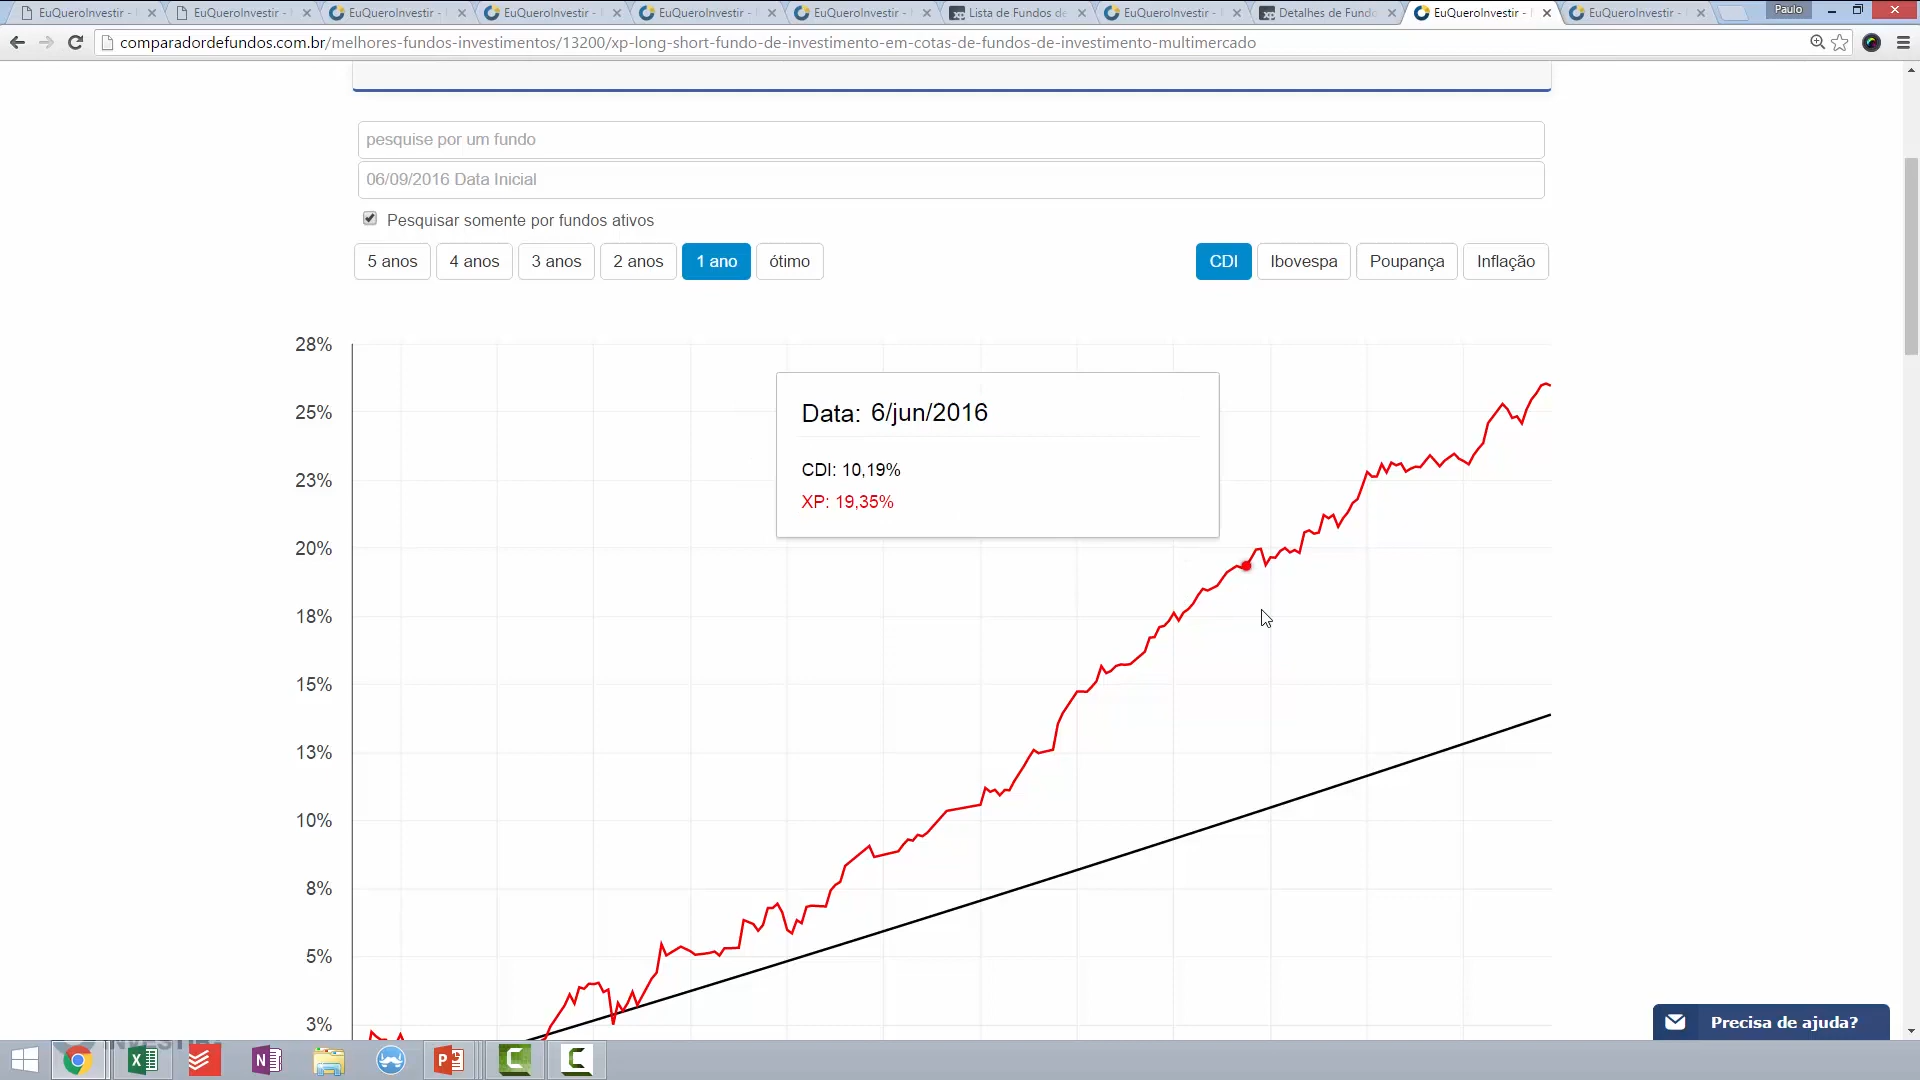 EuQueroInvestir -
EuQueroInvestir -
EuQueroInvestir -
EuQueroInvestir -
EuQueroInvestir -
EuQueroInvestir -
Lista de Fundos de
EuQueroInvestir -
Detalhes de Fundo
EuQueroInvestir -
EuQueroInvestir -
Paulo
comparadordefundos.com.br/melhores-fundos-investimentos/13200/xp-long-short-fundo-de-investimento-em-cotas-de-fundos-de-investimento-multimercado
pesquise por um fundo
06/09/2016 Data Inicial
Pesquisar somente por fundos ativos
5 anos 4 anos 3 anos 2 anos 1 ano ótimo CDI Ibovespa Poupança Inflação
28%
Data: 6/jun/2016
25%
CDI: 10,19%
23%
XP: 19,35%
20%
18%
15%
13%
10%
8%
5%
3%
Precisa de ajuda?